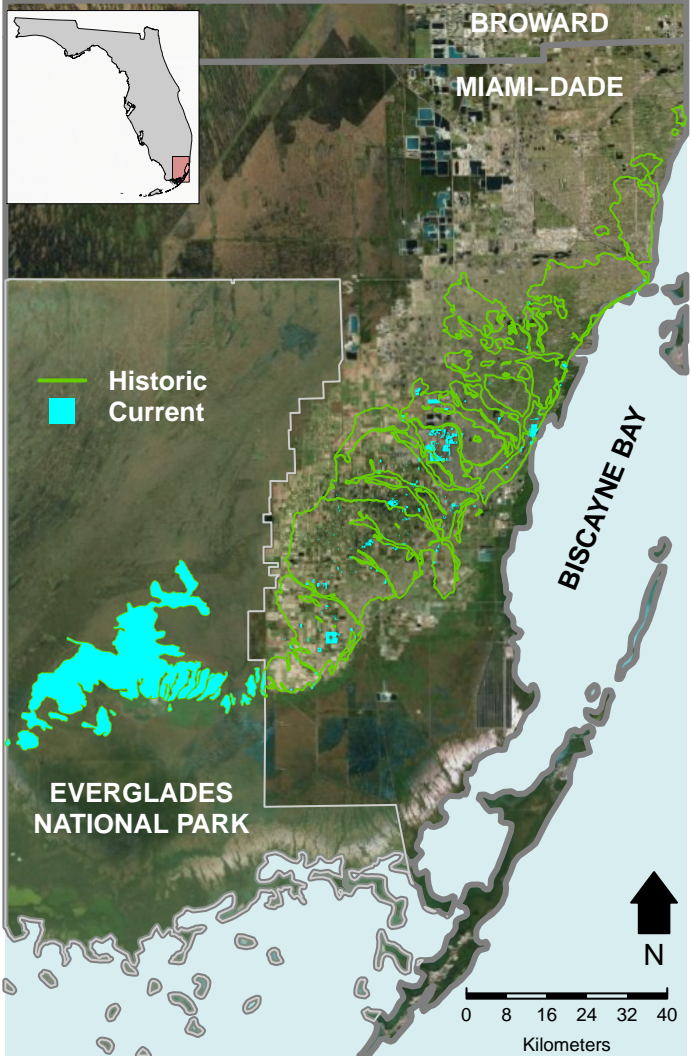 BROWARD
MIAMI–DADE
Historic
Current
BISCAYNE BAY
EVERGLADES
NATIONAL PARK
N
0 8 16 24 32 40
Kilometers